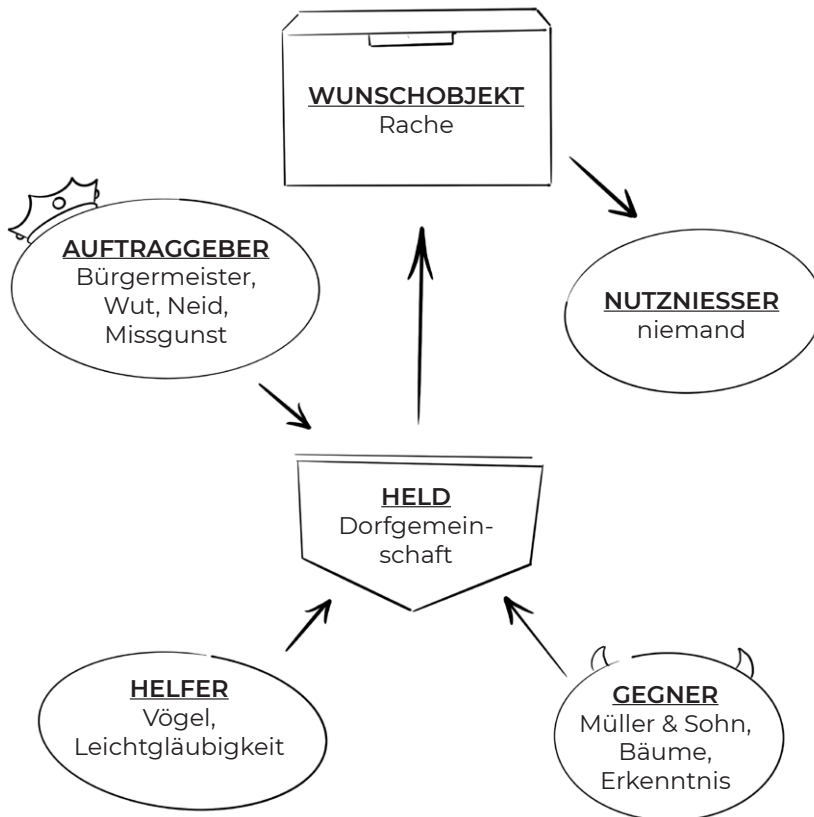 WUNSCHOBJEKT
Rache
AUFTRAGGEBER
Bürgermeister,
Wut, Neid,
Missgunst
NUTZNIESSER
niemand
HELD
Dorfgemein-
schaft
HELFER
Vögel,
Leichtgläubigkeit
GEGNER
Müller & Sohn,
Bäume,
Erkenntnis